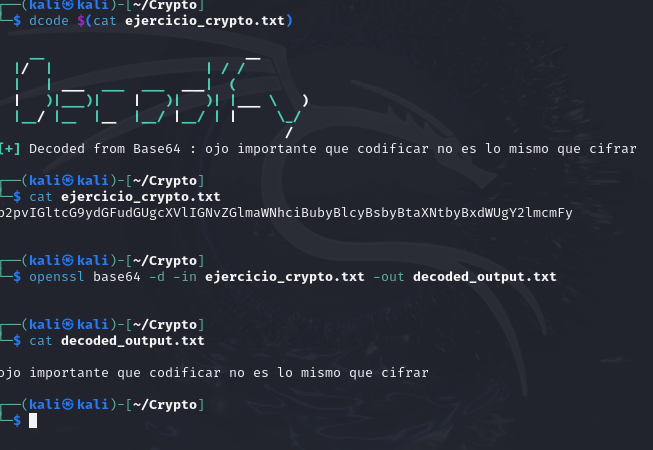 ┌──(kali㉿kali)-[~/Crypto]
└─$ dcode $(cat ejercicio_crypto.txt)
[+] Decoded from Base64 : ojo importante que codificar no es lo mismo que cifrar
┌──(kali㉿kali)-[~/Crypto]
└─$ cat ejercicio_crypto.txt
b2pvIGltcG9ydGFudGUgcXVlIGNvZGlmaWNhciBubyBlcyBsbyBtaXNtbyBxdWUgY2lmcmFy
┌──(kali㉿kali)-[~/Crypto]
└─$ openssl base64 -d -in ejercicio_crypto.txt -out decoded_output.txt
┌──(kali㉿kali)-[~/Crypto]
└─$ cat decoded_output.txt
ojo importante que codificar no es lo mismo que cifrar
┌──(kali㉿kali)-[~/Crypto]
└─$